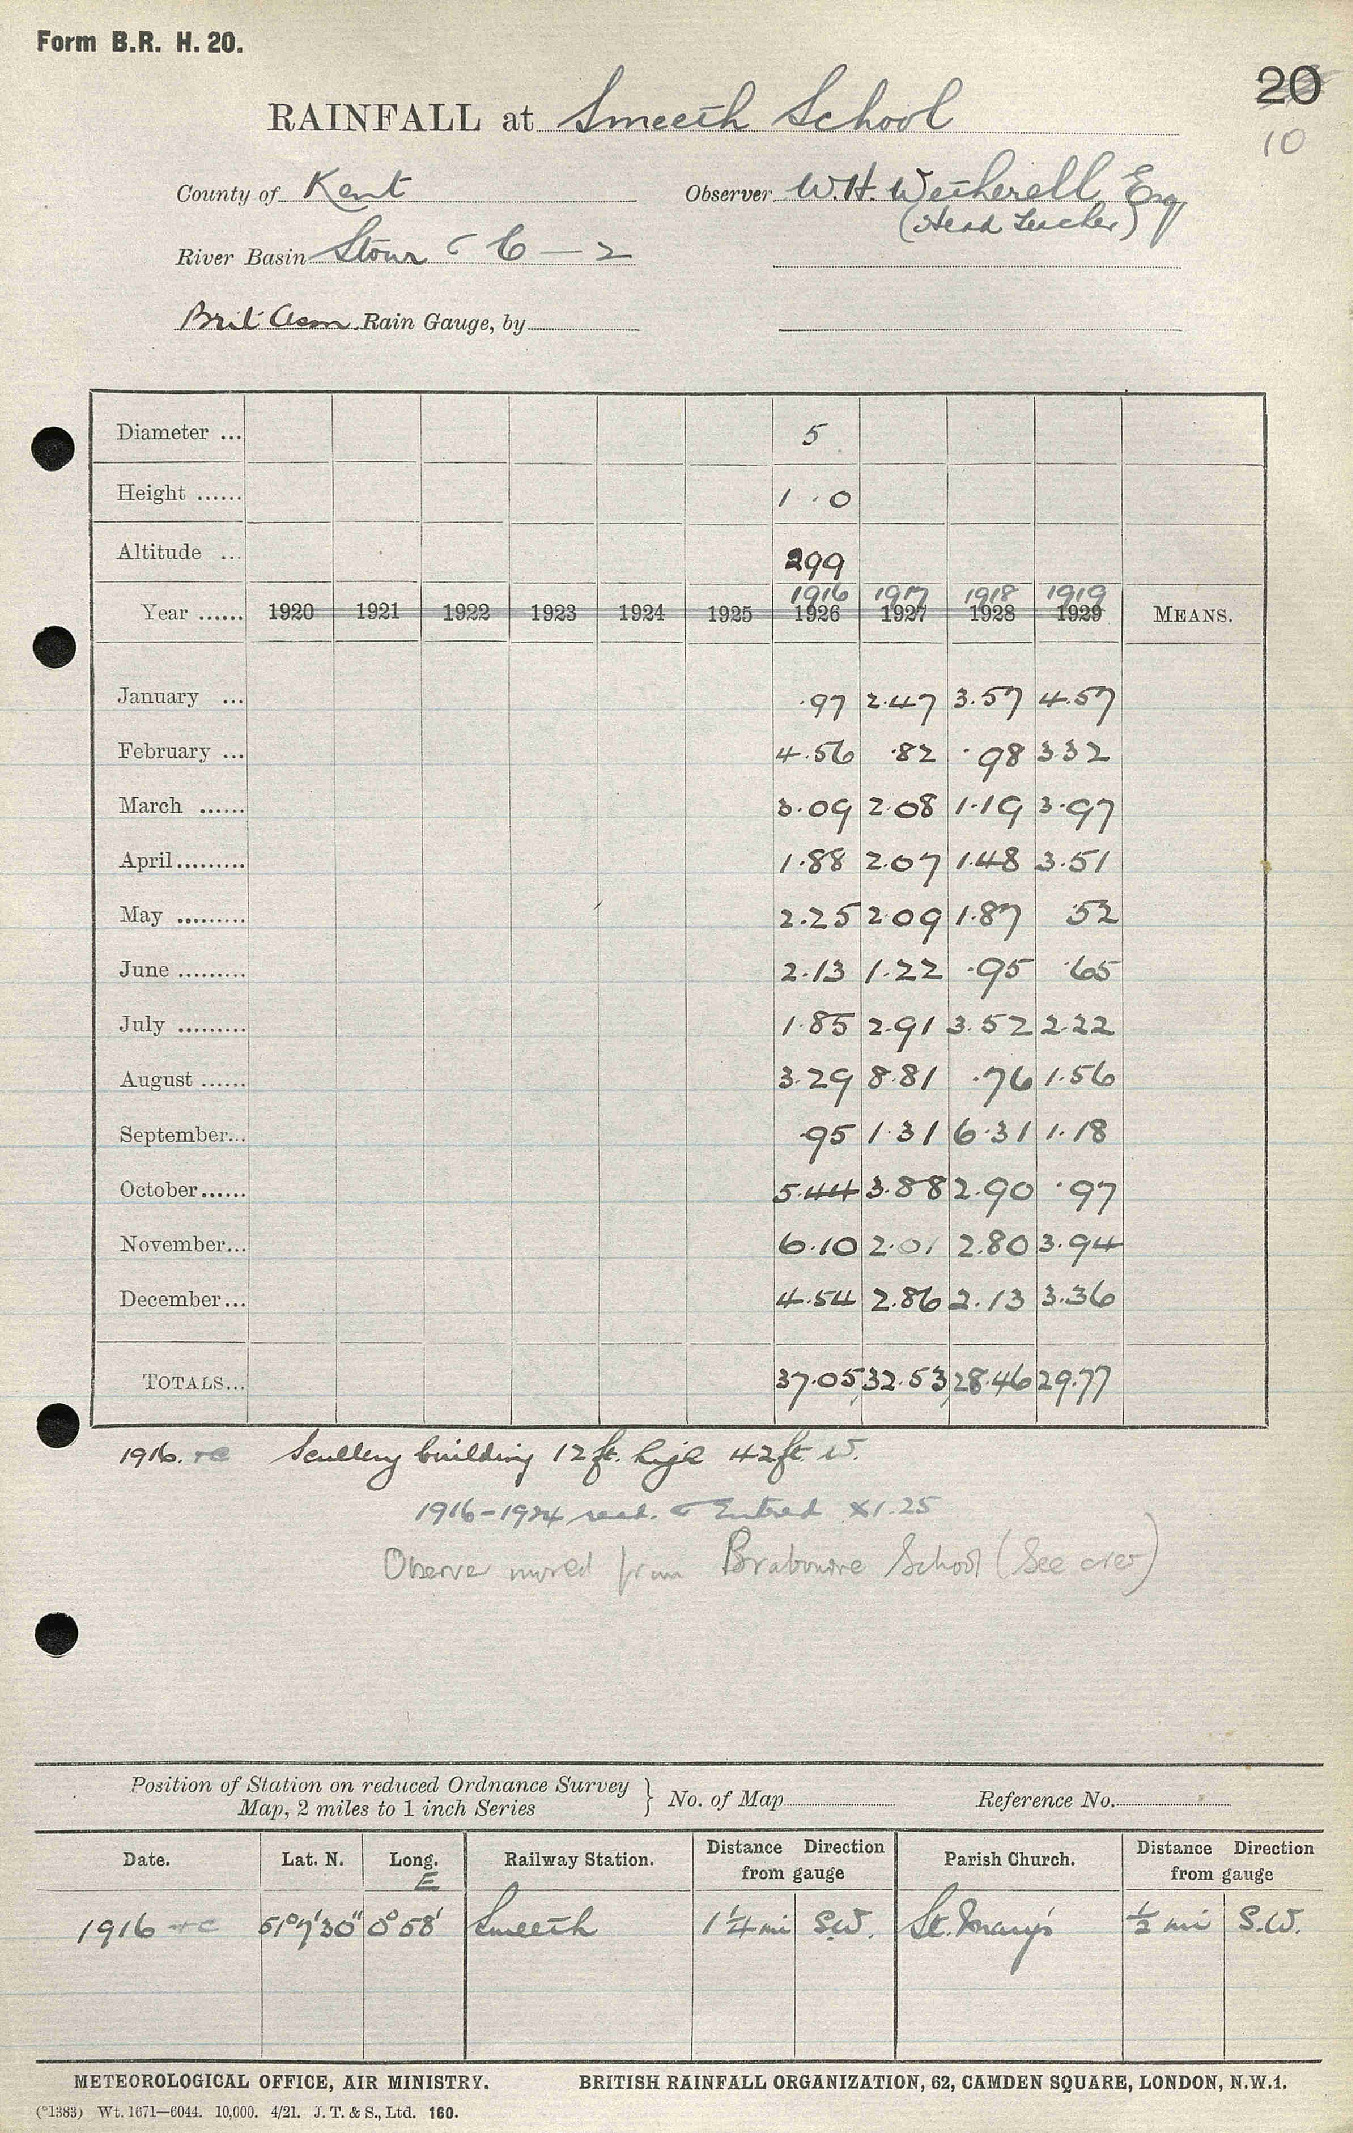 Form B.R. H. 20.
20
10
RAINFALL at Smeeth School
County of Kent Observer W.H. Wetherell Esq
(Head Teacher)
River Basin Stour C - 2
Brit Assn Rain Gauge, by
Diameter ... 5
Height ...... 1 . 0
Altitude ... 299
1916 1917 1918 1919
Year ...... 1920 1921 1922 1923 1924 1925 1926 1927 1928 1929 MEANS.
January ... .97 2.47 3.57 4.57
February ... 4.56 .82 .98 3.32
March ...... 3.09 2.08 1.19 3.97
April......... 1.88 2.07 1.48 3.51
May ......... 2.25 2.09 1.87 .52
June ......... 2.13 1.22 .95 .65
July ......... 1.85 2.91 3.52 2.22
August ...... 3.29 8.81 .76 1.56
September... .95 1.31 6.31 1.18
October...... 5.44 3.88 2.90 .97
November... 6.10 2.01 2.80 3.94
December... 4.54 2.86 2.13 3.36
TOTALS... 37.05 32.53 28.46 29.77
1916. Scullery building 12 ft. high 42 ft W.
1916-1924 Entred x1.25
Observer moved from School (See over)
Position of Station on reduced Ordnance Survey
Map, 2 miles to 1 inch Series } No. of Map Reference No.
Date. Lat. N. Long. E Railway Station. Distance Direction from gauge Parish Church. Distance Direction from gauge
1916 51° 7' 30" 0° 58' Smeeth 1 1/4 mi S.W. St. Mary's 1/2 mi S.W.
METEOROLOGICAL OFFICE, AIR MINISTRY. BRITISH RAINFALL ORGANIZATION, 62, CAMDEN SQUARE, LONDON, N.W.1.
(*1383) Wt. 1671—6044. 10,000. 4/21. J. T. & S., Ltd. 160.